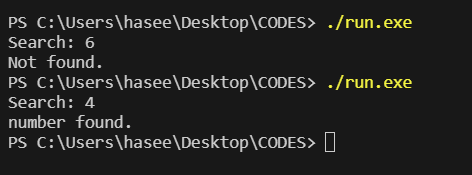 PS C:\Users\hasee\Desktop\CODES> ./run.exe
Search: 6
Not found.
PS C:\Users\hasee\Desktop\CODES> ./run.exe
Search: 4
number found.
PS C:\Users\hasee\Desktop\CODES>